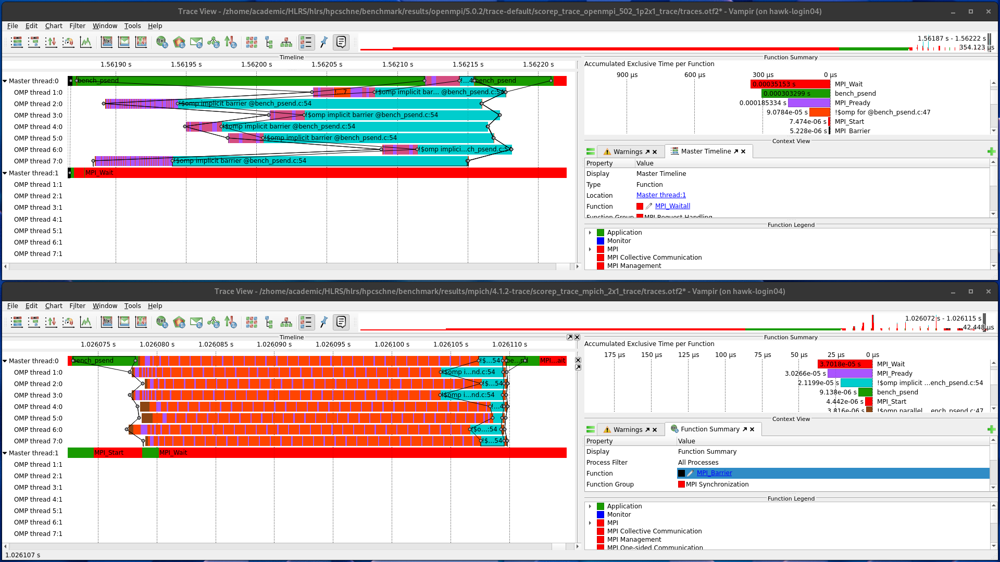 Trace View - /zhome/academic/HLRS/hlrs/hpcschne/benchmark/results/openmpi/5.0.2/trace-default/scorep_trace_openmpi_502_1p2x1_trace/traces.otf2* - Vampir (on hawk-login04)
File Edit Chart Filter Window Tools Help
1.56187 s - 1.56222 s
354.123 µs
Timeline
1.56190 s 1.56195 s 1.56200 s 1.56205 s 1.56210 s 1.56215 s 1.56220 s
Master thread:0 bench_psend !...4 bench_psend
OMP thread 1:0 !...7 !$omp implicit bar... @bench_psend.c:54
OMP thread 2:0 !$omp implicit barrier @bench_psend.c:54
OMP thread 3:0 !$omp implicit barrier @bench_psend.c:54
OMP thread 4:0 !$omp implicit barrier @bench_psend.c:54
OMP thread 5:0 !$omp implicit barrier @bench_psend.c:54
OMP thread 6:0 !$omp implici...ch_psend.c:54
OMP thread 7:0 !$omp implicit barrier @bench_psend.c:54
Master thread:1 MPI_Wait
OMP thread 1:1
OMP thread 2:1
OMP thread 3:1
OMP thread 4:1
OMP thread 5:1
OMP thread 6:1
OMP thread 7:1
Function Summary
Accumulated Exclusive Time per Function
900 µs 600 µs 300 µs 0 µs
0.00035153 s MPI_Wait
0.000303299 s bench_psend
0.000185334 s MPI_Pready
9.0784e-05 s !$omp for @bench_psend.c:47
7.474e-06 s MPI_Start
5.228e-06 s MPI_Barrier
Context View
Warnings Master Timeline
Property Value
Display Master Timeline
Type Function
Location Master thread:1
Function MPI_Waitall
Function Group MPI Request Handling
Function Legend
Application
Monitor
MPI
MPI Collective Communication
MPI Management
Trace View - /zhome/academic/HLRS/hlrs/hpcschne/benchmark/results/mpich/4.1.2-trace/scorep_trace_mpich_2x1_trace/traces.otf2* - Vampir (on hawk-login04)
File Edit Chart Filter Window Tools Help
1.026072 s - 1.026115 s
42.448 µs
Timeline
1.026075 s 1.026080 s 1.026085 s 1.026090 s 1.026095 s 1.026100 s 1.026105 s 1.026110 s
Master thread:0 bench_psend !$...54 be...nd MPI...ait
OMP thread 1:0 !$omp i...nd.c:54
OMP thread 2:0 !$...54
OMP thread 3:0 !$omp i...nd.c:54
OMP thread 4:0 !...4
OMP thread 5:0
OMP thread 6:0 !$o...:54
OMP thread 7:0 !$...54
Master thread:1 MPI_Start MPI_Wait
OMP thread 1:1
OMP thread 2:1
OMP thread 3:1
OMP thread 4:1
OMP thread 5:1
OMP thread 6:1
OMP thread 7:1
1.026107 s
Function Summary
Accumulated Exclusive Time per Function
175 µs 150 µs 125 µs 100 µs 75 µs 50 µs 25 µs 0 µs
3.7018e-05 s MPI_Wait
3.0266e-05 s MPI_Pready
2.1199e-05 s !$omp implicit ...ench_psend.c:54
9.138e-06 s bench_psend
4.442e-06 s MPI_Start
3.816e-06 s !$omp parallel ...ench_psend.c:47
Context View
Warnings Function Summary
Property Value
Display Function Summary
Process Filter All Processes
Function MPI_Barrier
Function Group MPI Synchronization
Function Legend
Application
Monitor
MPI
MPI Collective Communication
MPI Management
MPI One-sided Communication